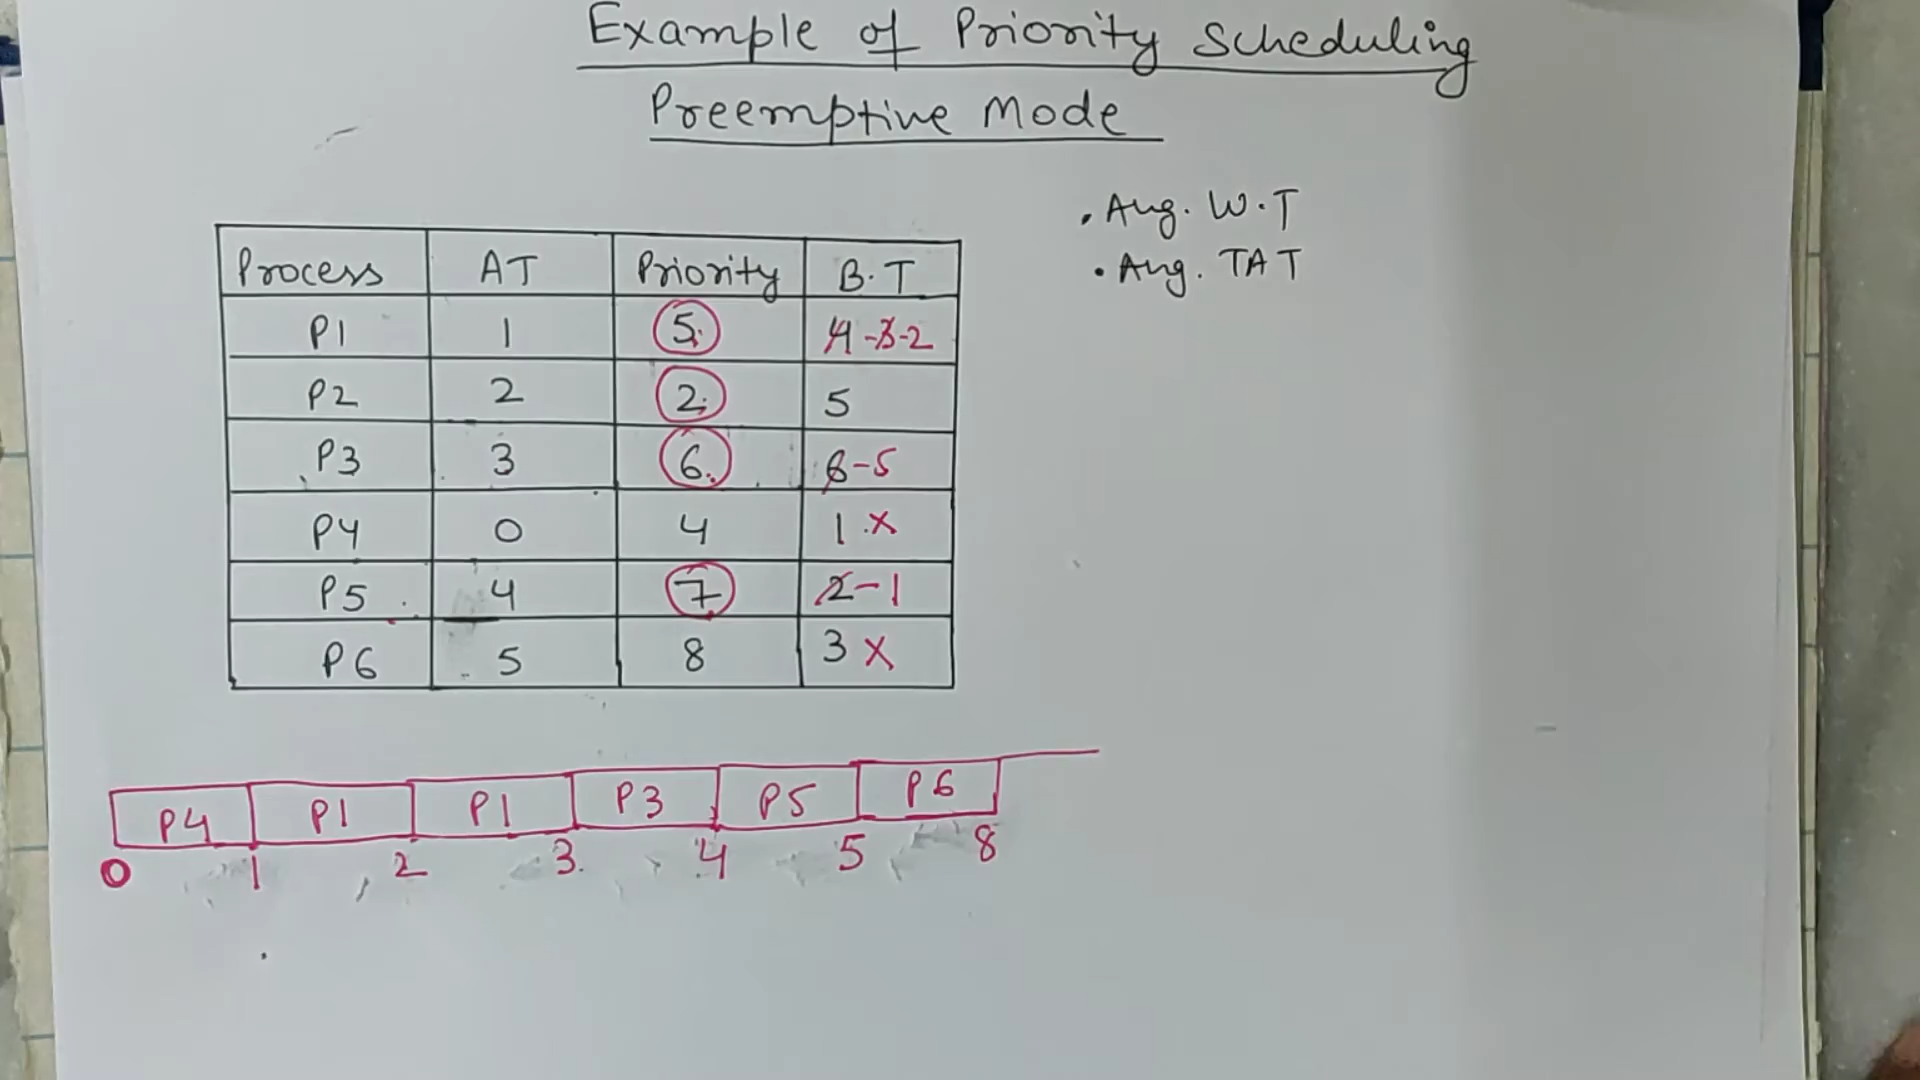 Example of Priority Scheduling
Preemptive Mode
. Avg. W.T
. Avg. TAT
Process AT Priority B.T
P1 1 5 4-3-2
P2 2 2 5
P3 3 6 6-5
P4 0 4 1 x
P5 4 7 2-1
P6 5 8 3 x
P4 P1 P1 P3 P5 P6
0 1 2 3 4 5 8